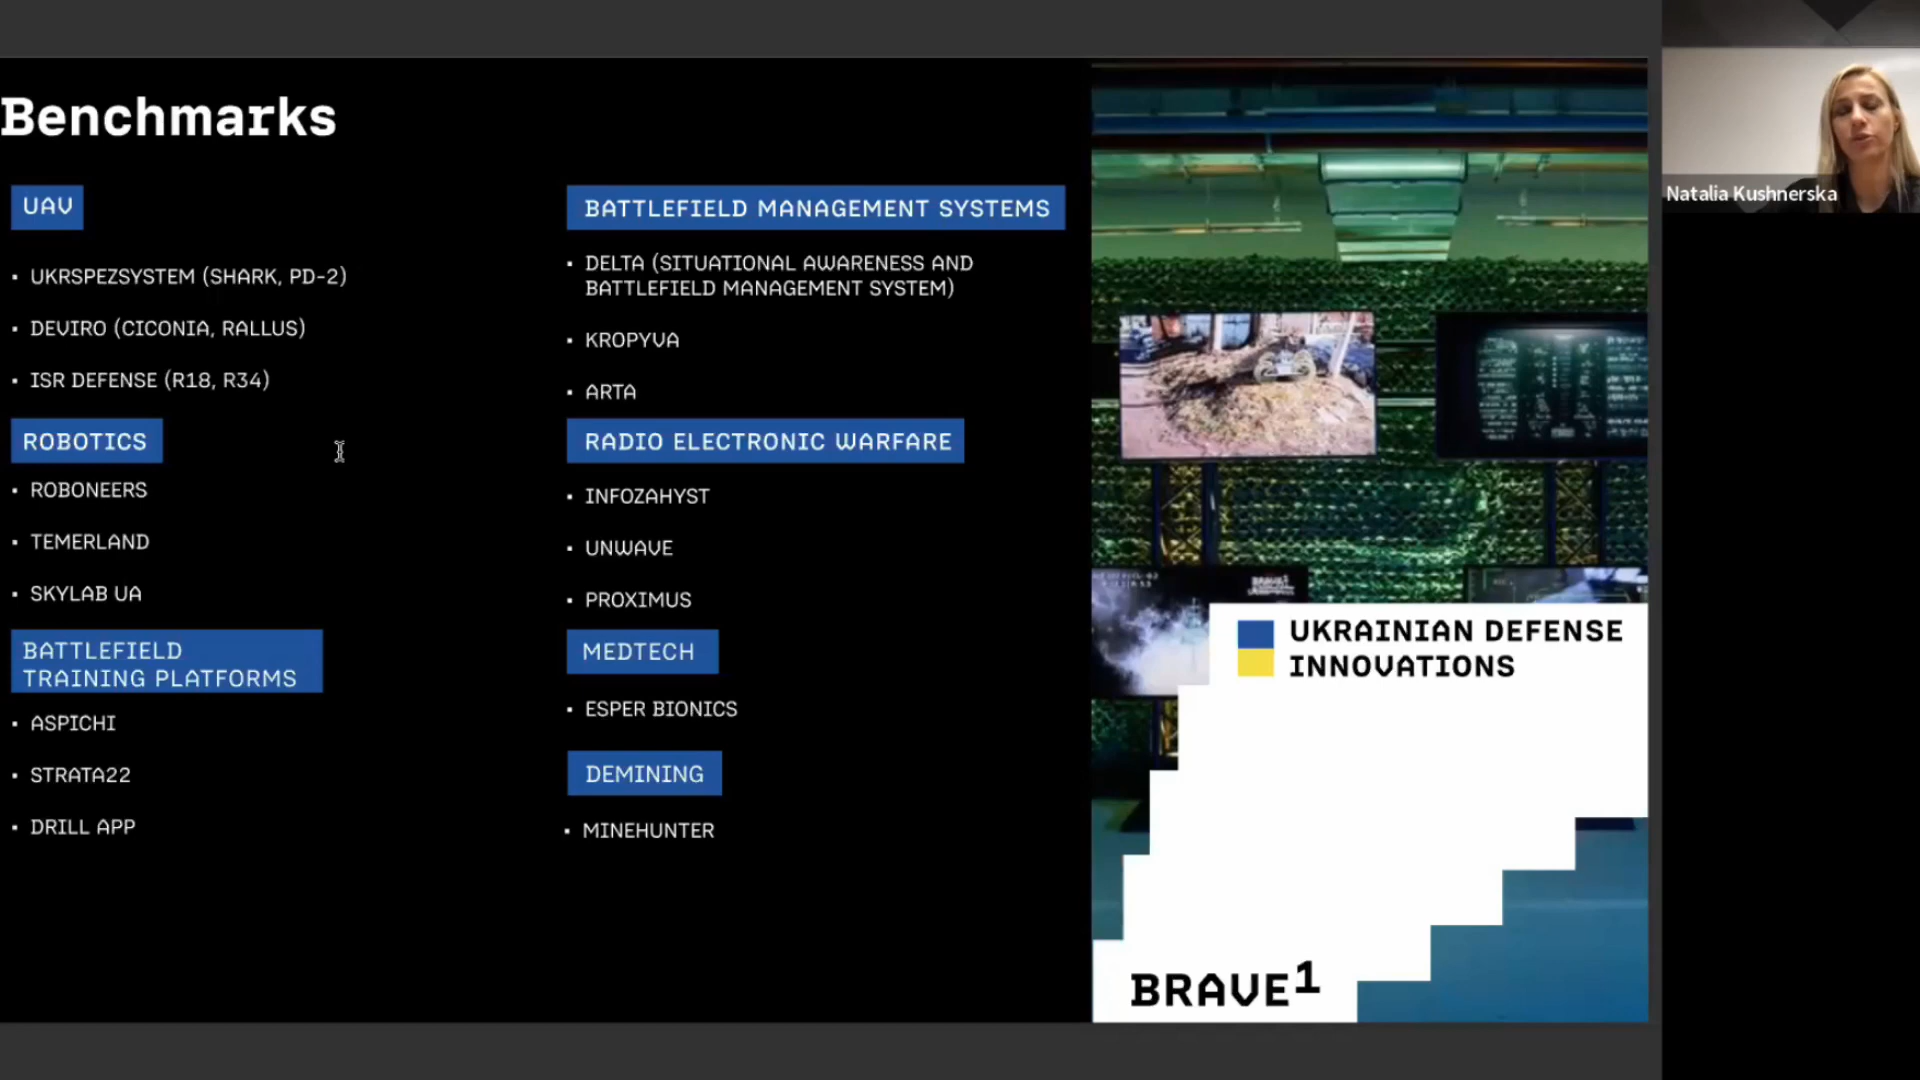 Benchmarks
UAV
▪ UKRSPEZSYSTEM (SHARK, PD-2)
▪ DEVIRO (CICONIA, RALLUS)
▪ ISR DEFENSE (R18, R34)
ROBOTICS
▪ ROBONEERS
▪ TEMERLAND
▪ SKYLAB UA
BATTLEFIELD
TRAINING PLATFORMS
▪ ASPICHI
▪ STRATA22
▪ DRILL APP
BATTLEFIELD MANAGEMENT SYSTEMS
▪ DELTA (SITUATIONAL AWARENESS AND
BATTLEFIELD MANAGEMENT SYSTEM)
▪ KROPYVA
▪ ARTA
RADIO ELECTRONIC WARFARE
▪ INFOZAHYST
▪ UNWAVE
▪ PROXIMUS
MEDTECH
▪ ESPER BIONICS
DEMINING
▪ MINEHUNTER
BRAVE1
UKRAINIAN DEFENSE
INNOVATIONS
BRAVE1
Natalia Kushnerska